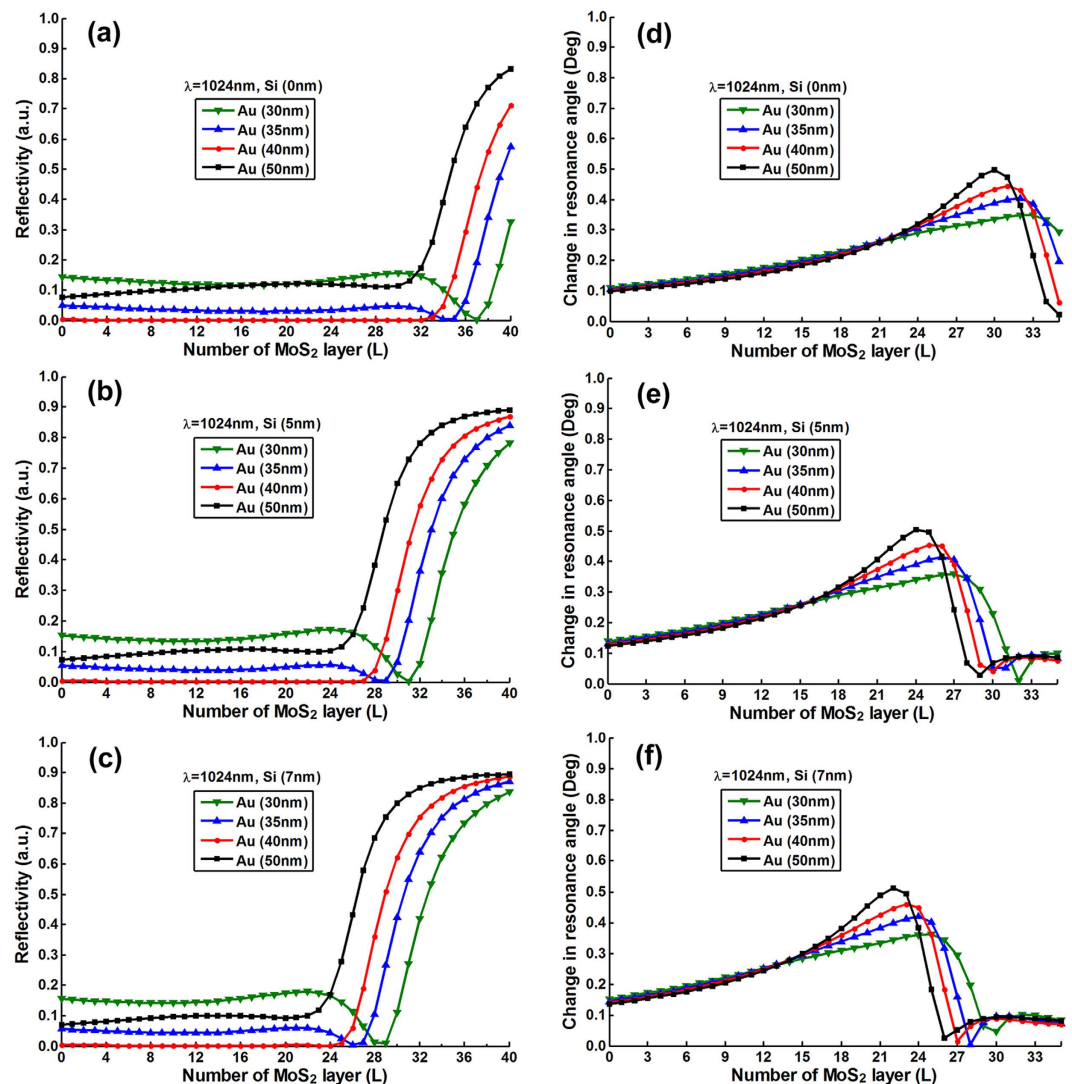 (a)
λ=1024nm, Si (0nm)
Au (30nm)
Au (35nm)
Au (40nm)
Au (50nm)
Reflectivity (a.u.)
1.0
0.9
0.8
0.7
0.6
0.5
0.4
0.3
0.2
0.1
0.0
0 4 8 12 16 20 24 28 32 36 40
Number of MoS2 layer (L)
(d)
λ=1024nm, Si (0nm)
Au (30nm)
Au (35nm)
Au (40nm)
Au (50nm)
Change in resonance angle (Deg)
1.0
0.9
0.8
0.7
0.6
0.5
0.4
0.3
0.2
0.1
0.0
0 3 6 9 12 15 18 21 24 27 30 33
Number of MoS2 layer (L)
(b)
λ=1024nm, Si (5nm)
Au (30nm)
Au (35nm)
Au (40nm)
Au (50nm)
Reflectivity (a.u.)
1.0
0.9
0.8
0.7
0.6
0.5
0.4
0.3
0.2
0.1
0.0
0 4 8 12 16 20 24 28 32 36 40
Number of MoS2 layer (L)
(e)
λ=1024nm, Si (5nm)
Au (30nm)
Au (35nm)
Au (40nm)
Au (50nm)
Change in resonance angle (Deg)
1.0
0.9
0.8
0.7
0.6
0.5
0.4
0.3
0.2
0.1
0.0
0 3 6 9 12 15 18 21 24 27 30 33
Number of MoS2 layer (L)
(c)
λ=1024nm, Si (7nm)
Au (30nm)
Au (35nm)
Au (40nm)
Au (50nm)
Reflectivity (a.u.)
1.0
0.9
0.8
0.7
0.6
0.5
0.4
0.3
0.2
0.1
0.0
0 4 8 12 16 20 24 28 32 36 40
Number of MoS2 layer (L)
(f)
λ=1024nm, Si (7nm)
Au (30nm)
Au (35nm)
Au (40nm)
Au (50nm)
Change in resonance angle (Deg)
1.0
0.9
0.8
0.7
0.6
0.5
0.4
0.3
0.2
0.1
0.0
0 3 6 9 12 15 18 21 24 27 30 33
Number of MoS2 layer (L)